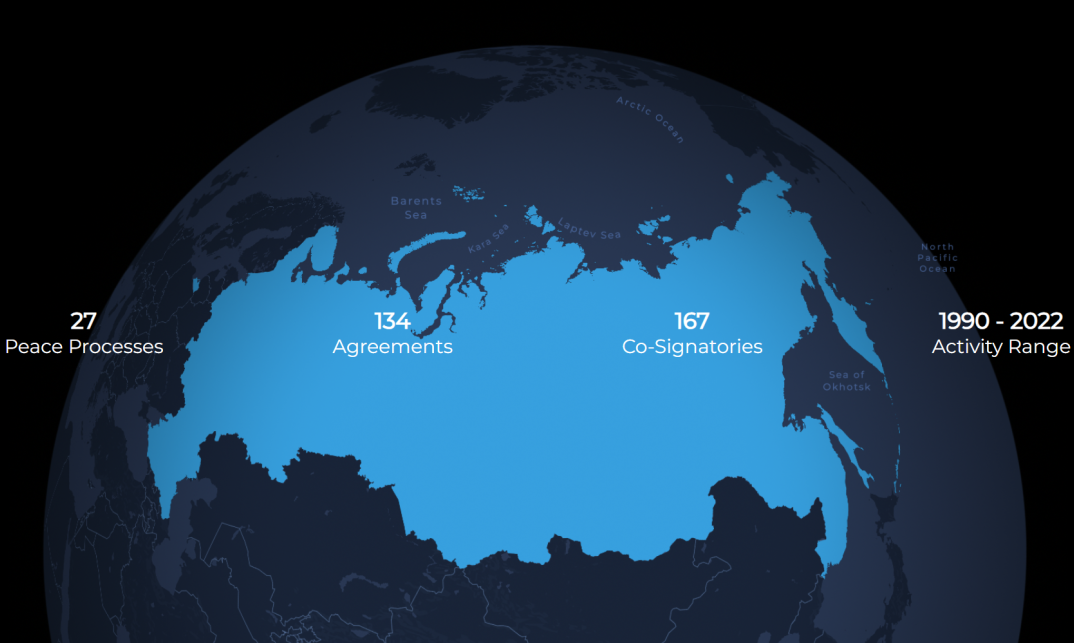 Arctic Ocean
Barents
Sea
Kara Sea
Laptev Sea
North
Pacific
Ocean
27
Peace Processes
134
Agreements
167
Co-Signatories
1990 - 2022
Activity Range
Sea of
Okhotsk